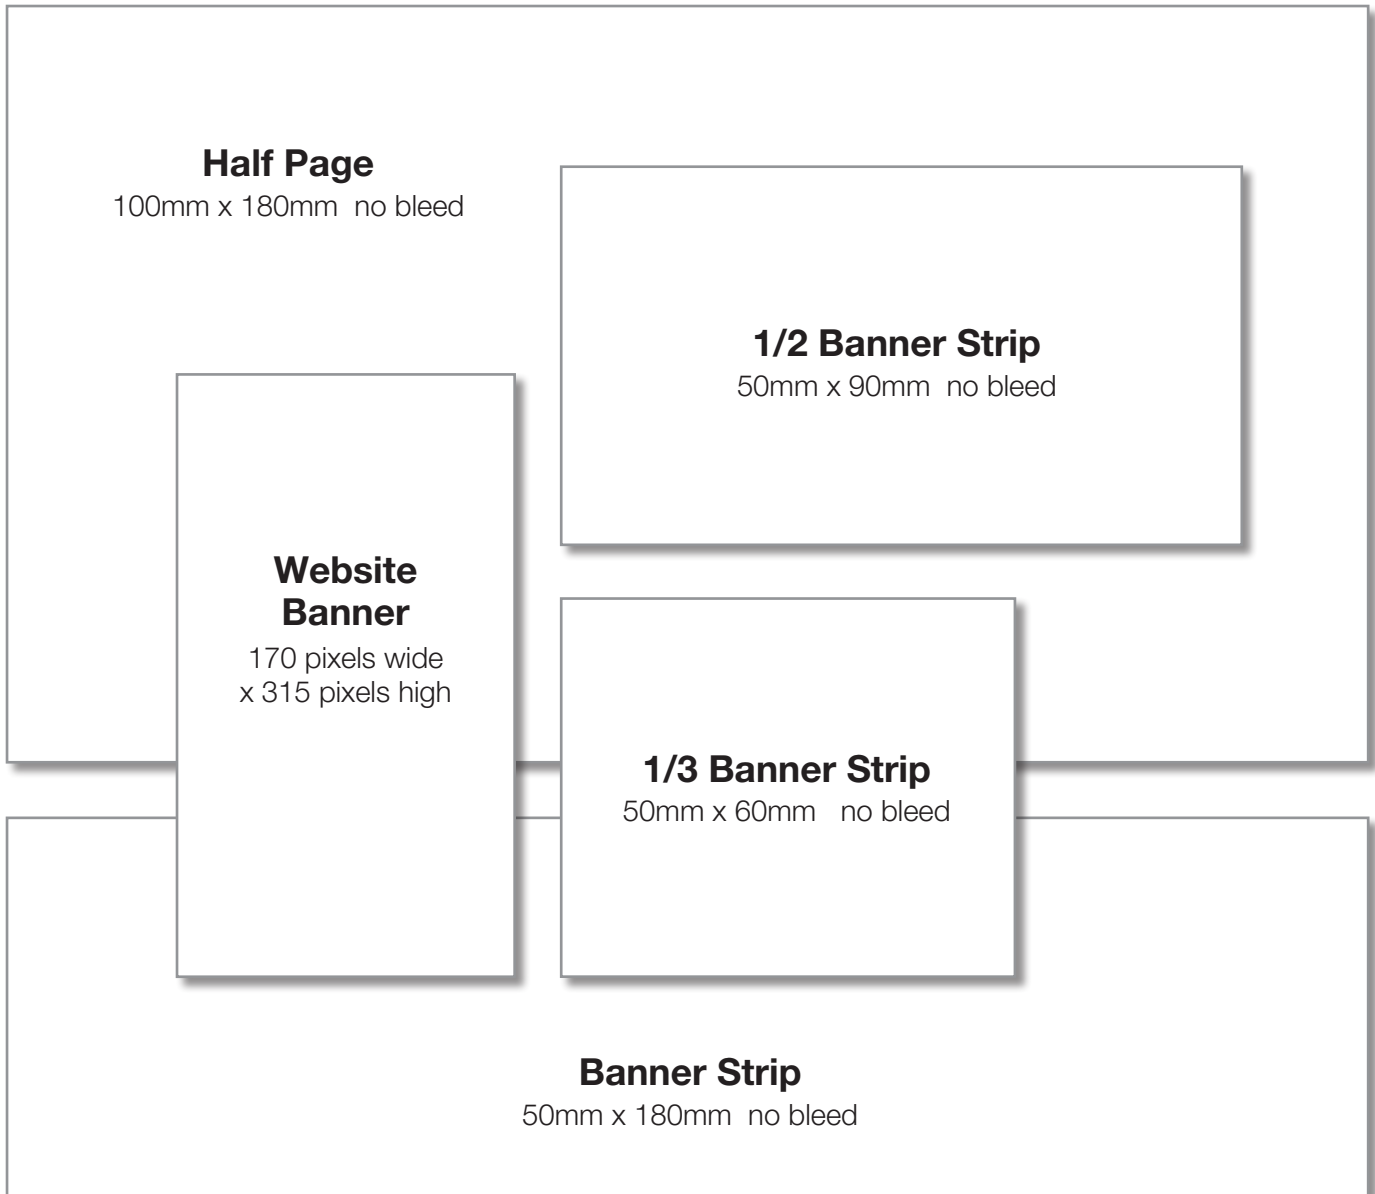 Half Page
100mm x 180mm  no bleed
1/2 Banner Strip
50mm x 90mm  no bleed
Website
Banner
170 pixels wide
x 315 pixels high
1/3 Banner Strip
50mm x 60mm   no bleed
Banner Strip
50mm x 180mm  no bleed